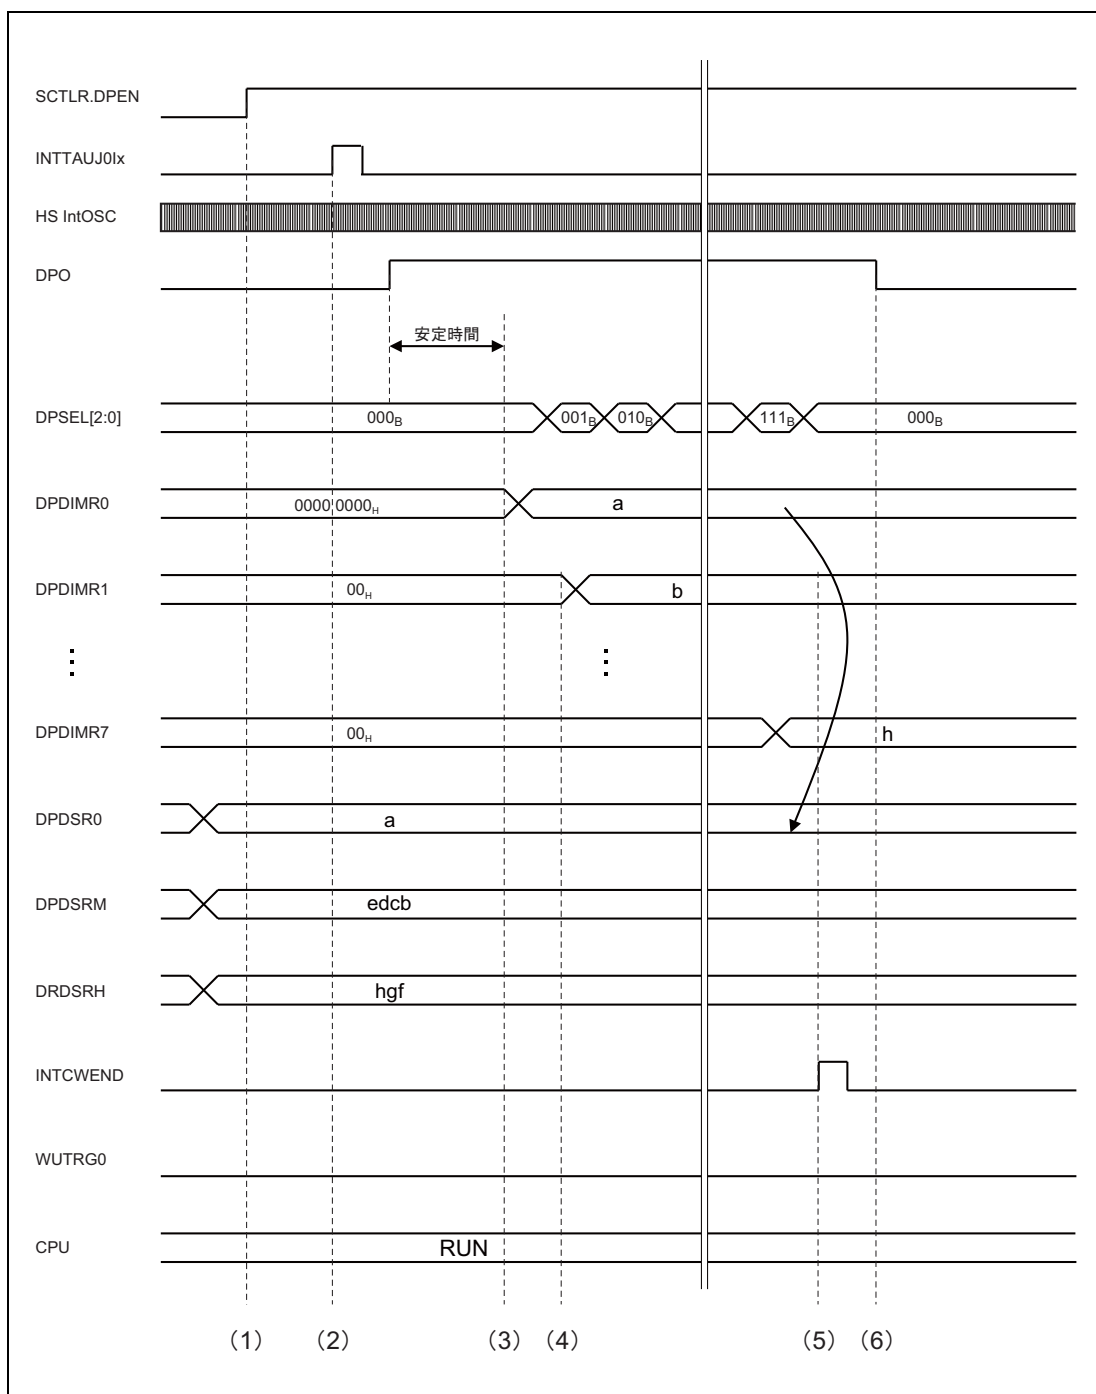 SCTLR.DPEN
INTTAUJ0Ix
HS IntOSC
DPO
安定時間
DPSEL[2:0] 000B 001B 010B 111B 000B
DPDIMR0 0000 0000H a
DPDIMR1 00H b
⋮ ⋮
DPDIMR7 00H h
DPDSR0 a
DPDSRM edcb
DRDSRH hgf
INTCWEND
WUTRG0
CPU RUN
（1） （2） （3） （4） （5） （6）